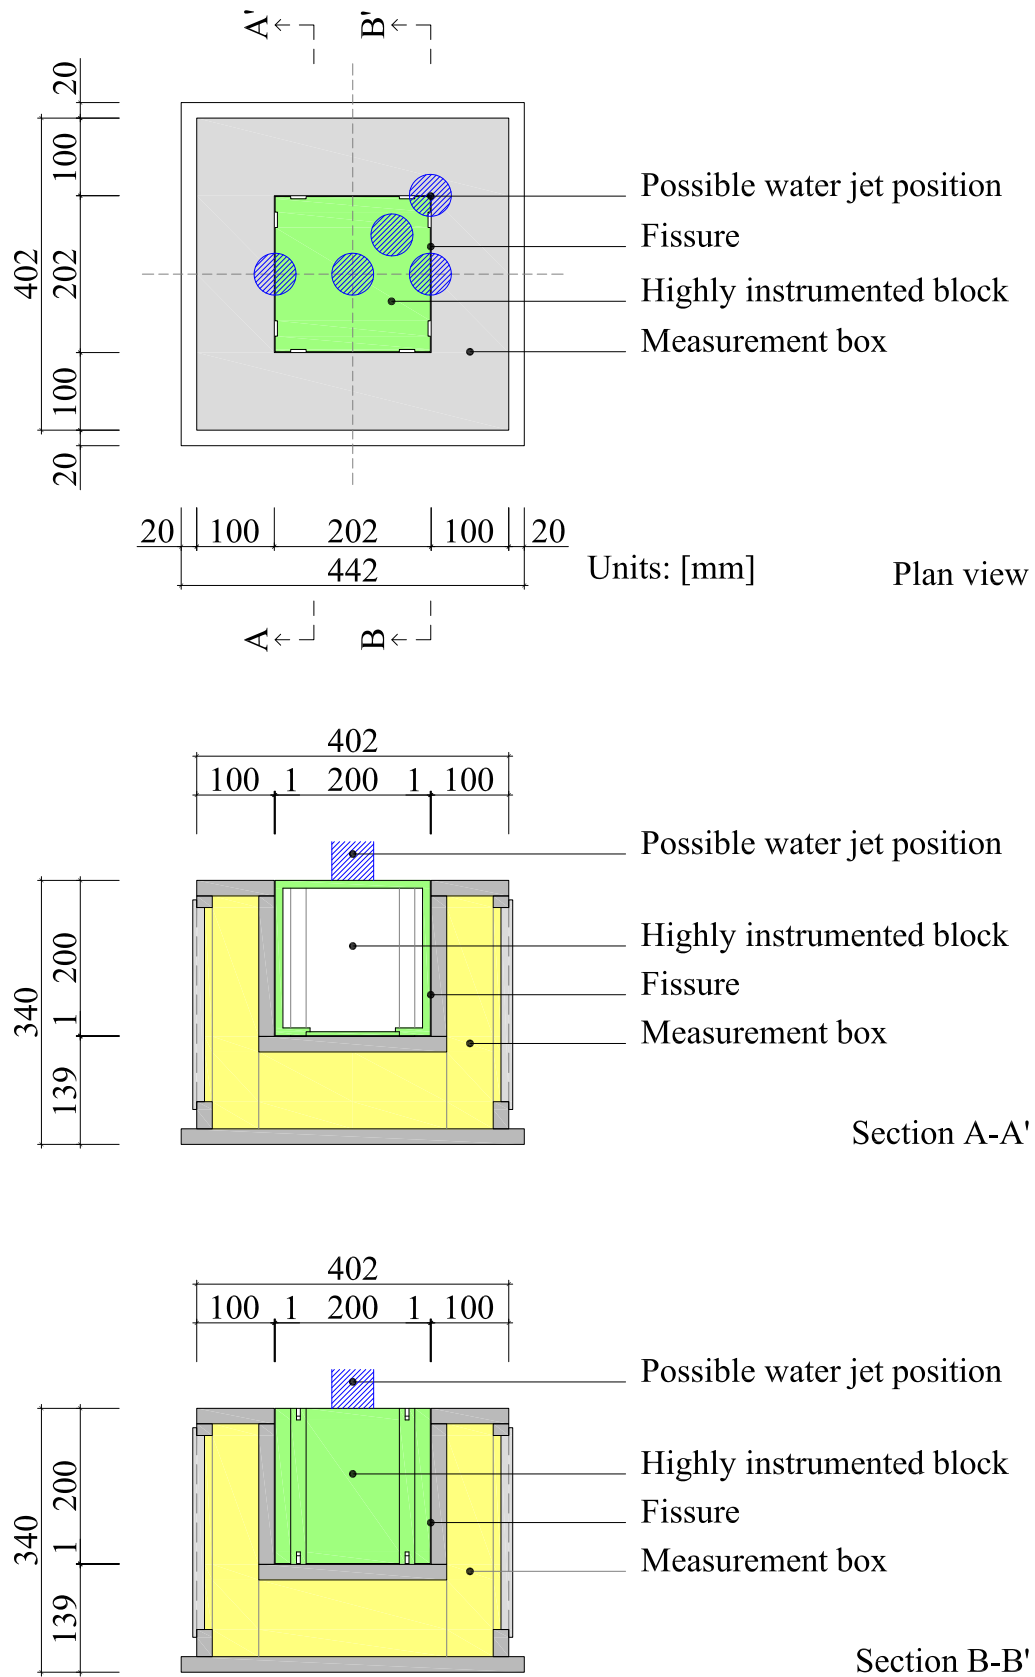 A'
B'
20
100
202
100
20
402
Possible water jet position
Fissure
Highly instrumented block
Measurement box
20 100 202 100 20
442
Units: [mm]
Plan view
A
B
402
100 1 200 1 100
Possible water jet position
Highly instrumented block
Fissure
Measurement box
200
1
139
340
Section A-A'
402
100 1 200 1 100
Possible water jet position
Highly instrumented block
Fissure
Measurement box
200
1
139
340
Section B-B'